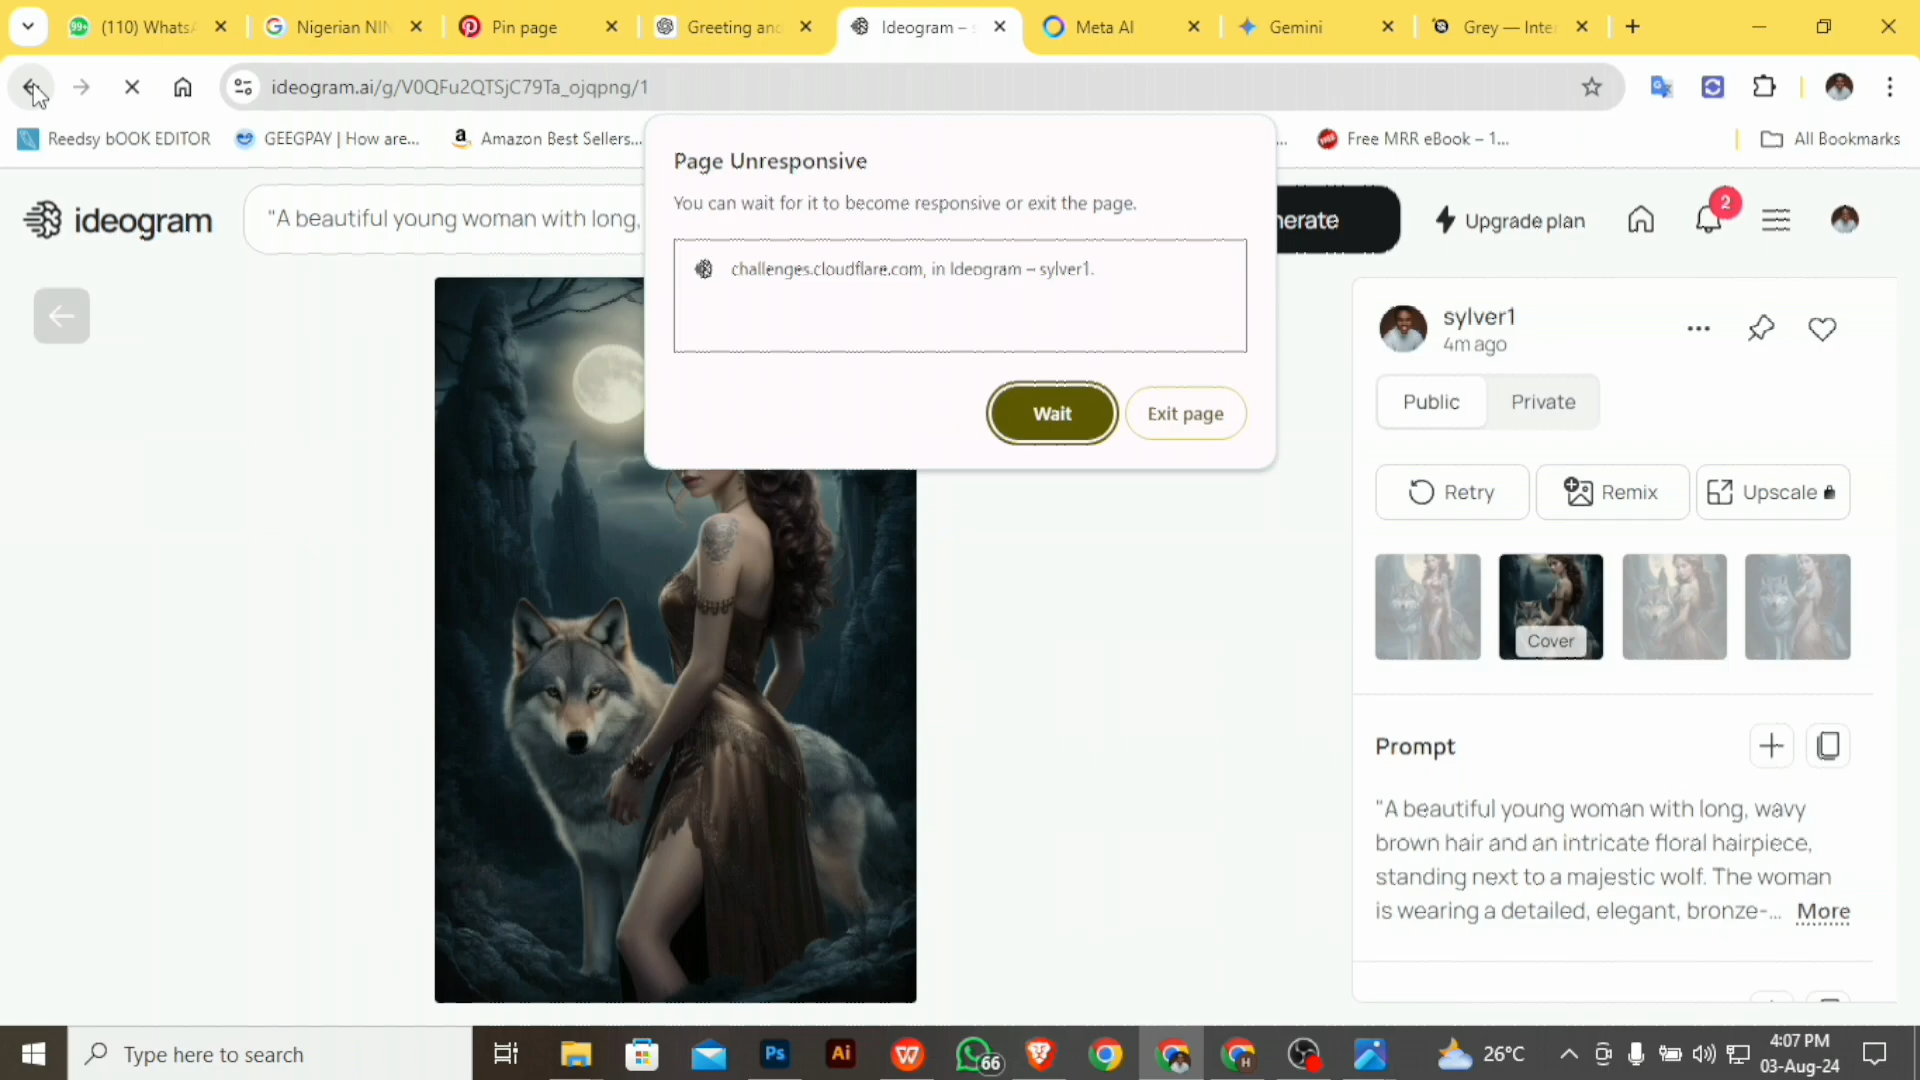 (110) Whats
Nigerian NIN
Pin page
Greeting and
Ideogram –
Meta AI
Gemini
Grey — Inte
ideogram.ai/g/V0QFu2QTSjC79Ta_ojqpng/1
Reedsy bOOK EDITOR
GEEGPAY | How are...
Amazon Best Sellers...
Free MRR eBook – 1...
All Bookmarks
Page Unresponsive
You can wait for it to become responsive or exit the page.
challenges.cloudflare.com, in Ideogram – sylver1.
Wait
Exit page
ideogram
"A beautiful young woman with long,
nerate
Upgrade plan
2
sylver1
4m ago
Public
Private
Retry
Remix
Upscale
Cover
Prompt
"A beautiful young woman with long, wavy
brown hair and an intricate floral hairpiece,
standing next to a majestic wolf. The woman
is wearing a detailed, elegant, bronze-... More
Type here to search
Ps
Ai
66
H
26°C
4:07 PM
03-Aug-24